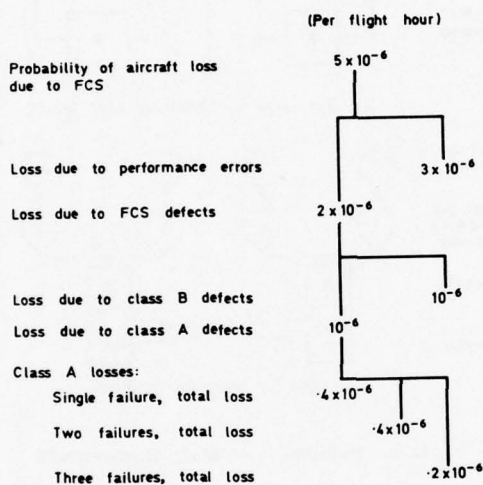 (Per flight hour)
Probability of aircraft loss
due to FCS
5 x 10⁻⁶
Loss due to performance errors
3 x 10⁻⁶
Loss due to FCS defects
2 x 10⁻⁶
Loss due to class B defects
10⁻⁶
Loss due to class A defects
10⁻⁶
Class A losses:
Single failure, total loss
·4 x 10⁻⁶
Two failures, total loss
·4 x 10⁻⁶
Three failures, total loss
·2 x 10⁻⁶